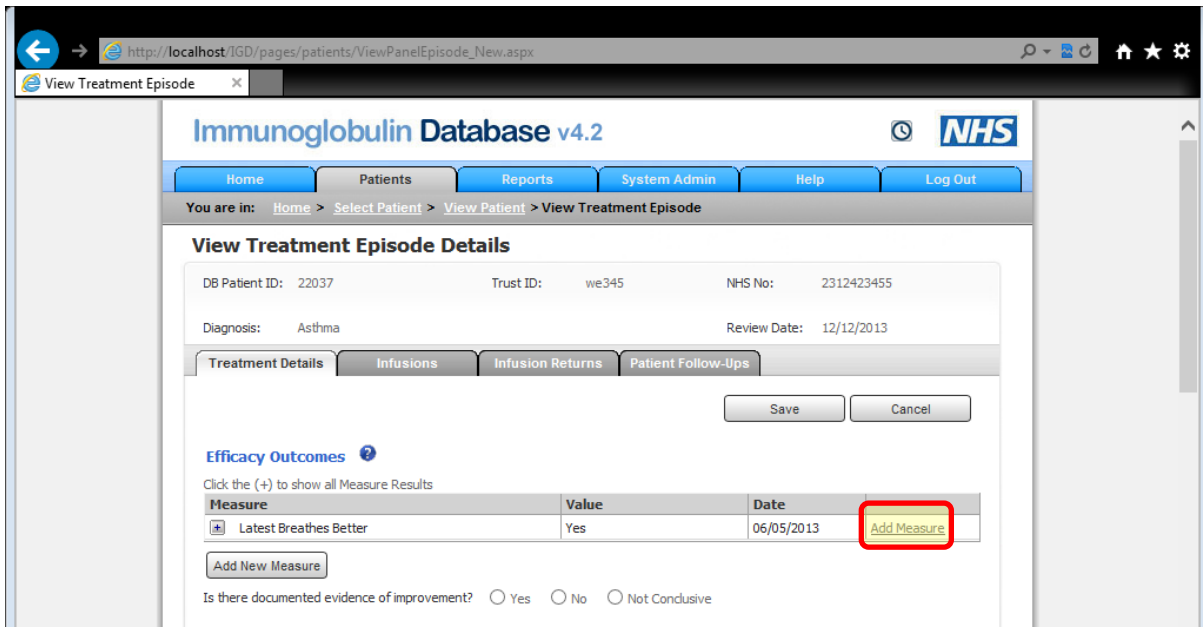 http://localhost/IGD/pages/patients/ViewPanelEpisode_New.aspx
View Treatment Episode
Immunoglobulin Database v4.2 NHS
Home Patients Reports System Admin Help Log Out
You are in: Home > Select Patient > View Patient > View Treatment Episode
View Treatment Episode Details
DB Patient ID: 22037 Trust ID: we345 NHS No: 2312423455
Diagnosis: Asthma Review Date: 12/12/2013
Treatment Details Infusions Infusion Returns Patient Follow-Ups
Save Cancel
Efficacy Outcomes ?
Click the (+) to show all Measure Results
Measure Value Date
+ Latest Breathes Better Yes 06/05/2013 Add Measure
Add New Measure
Is there documented evidence of improvement? Yes No Not Conclusive